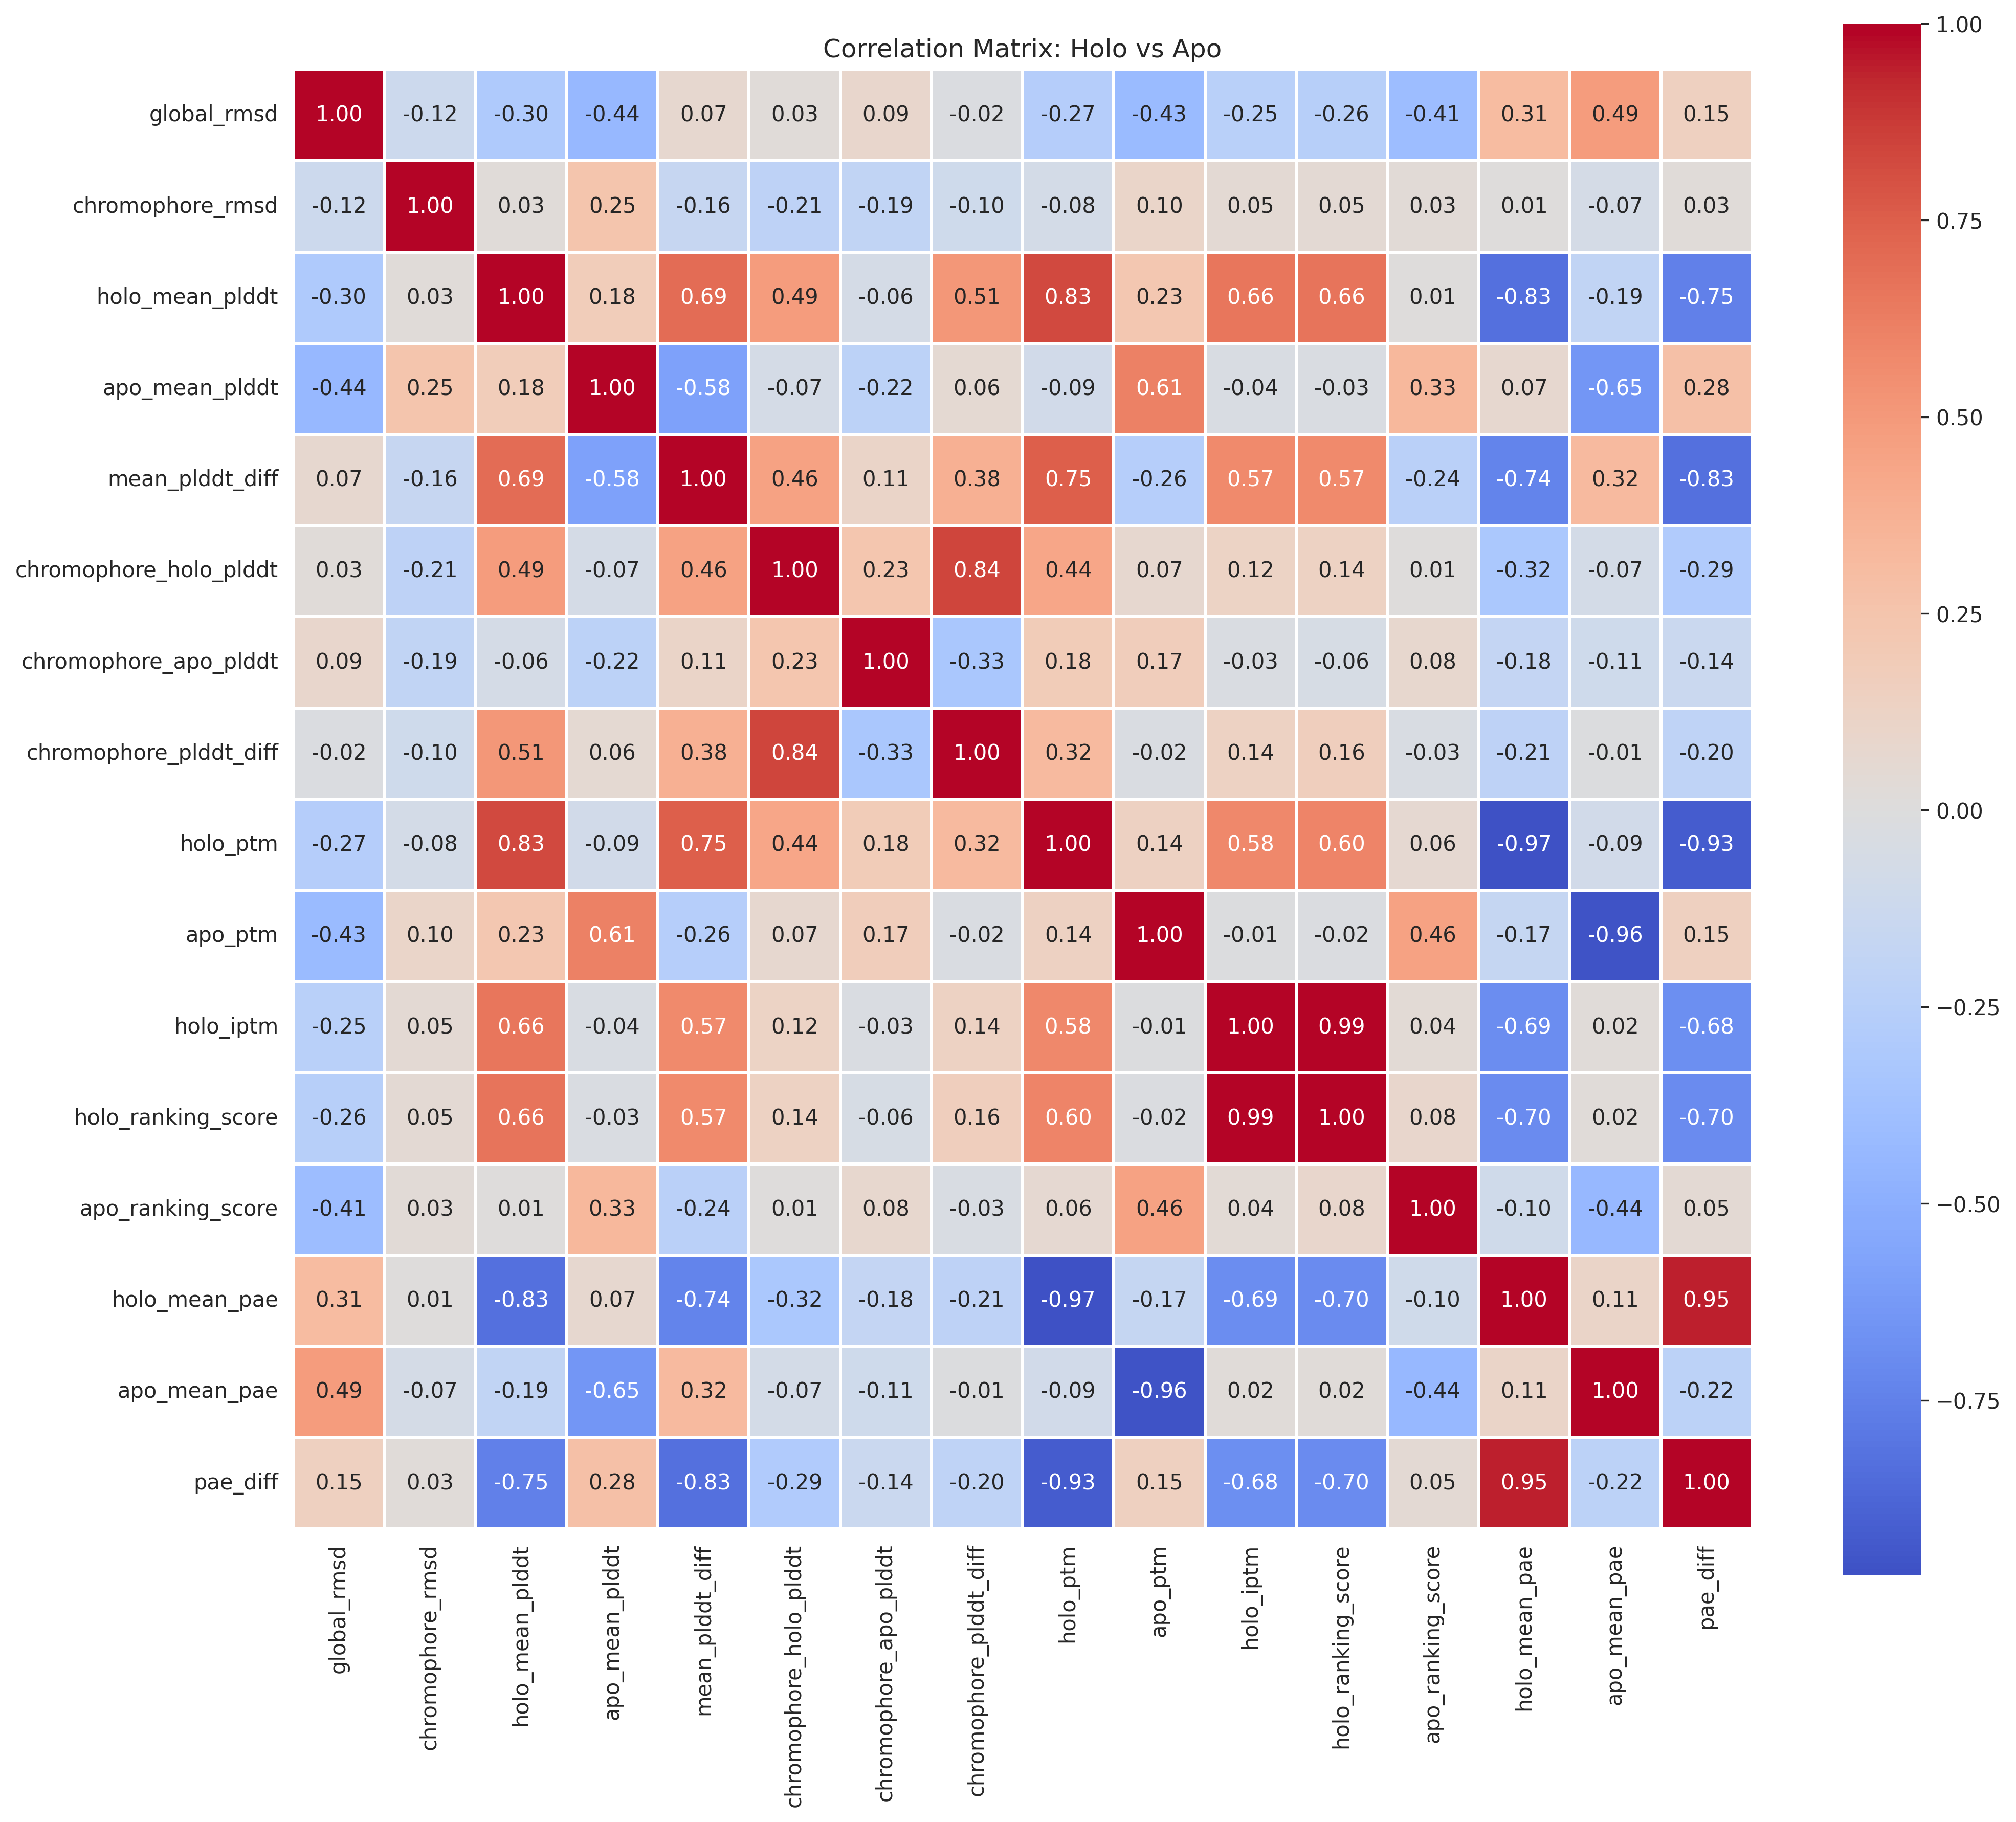 Correlation Matrix: Holo vs Apo
global_rmsd 1.00 -0.12 -0.30 -0.44 0.07 0.03 0.09 -0.02 -0.27 -0.43 -0.25 -0.26 -0.41 0.31 0.49 0.15
chromophore_rmsd -0.12 1.00 0.03 0.25 -0.16 -0.21 -0.19 -0.10 -0.08 0.10 0.05 0.05 0.03 0.01 -0.07 0.03
holo_mean_plddt -0.30 0.03 1.00 0.18 0.69 0.49 -0.06 0.51 0.83 0.23 0.66 0.66 0.01 -0.83 -0.19 -0.75
apo_mean_plddt -0.44 0.25 0.18 1.00 -0.58 -0.07 -0.22 0.06 -0.09 0.61 -0.04 -0.03 0.33 0.07 -0.65 0.28
mean_plddt_diff 0.07 -0.16 0.69 -0.58 1.00 0.46 0.11 0.38 0.75 -0.26 0.57 0.57 -0.24 -0.74 0.32 -0.83
chromophore_holo_plddt 0.03 -0.21 0.49 -0.07 0.46 1.00 0.23 0.84 0.44 0.07 0.12 0.14 0.01 -0.32 -0.07 -0.29
chromophore_apo_plddt 0.09 -0.19 -0.06 -0.22 0.11 0.23 1.00 -0.33 0.18 0.17 -0.03 -0.06 0.08 -0.18 -0.11 -0.14
chromophore_plddt_diff -0.02 -0.10 0.51 0.06 0.38 0.84 -0.33 1.00 0.32 -0.02 0.14 0.16 -0.03 -0.21 -0.01 -0.20
holo_ptm -0.27 -0.08 0.83 -0.09 0.75 0.44 0.18 0.32 1.00 0.14 0.58 0.60 0.06 -0.97 -0.09 -0.93
apo_ptm -0.43 0.10 0.23 0.61 -0.26 0.07 0.17 -0.02 0.14 1.00 -0.01 -0.02 0.46 -0.17 -0.96 0.15
holo_iptm -0.25 0.05 0.66 -0.04 0.57 0.12 -0.03 0.14 0.58 -0.01 1.00 0.99 0.04 -0.69 0.02 -0.68
holo_ranking_score -0.26 0.05 0.66 -0.03 0.57 0.14 -0.06 0.16 0.60 -0.02 0.99 1.00 0.08 -0.70 0.02 -0.70
apo_ranking_score -0.41 0.03 0.01 0.33 -0.24 0.01 0.08 -0.03 0.06 0.46 0.04 0.08 1.00 -0.10 -0.44 0.05
holo_mean_pae 0.31 0.01 -0.83 0.07 -0.74 -0.32 -0.18 -0.21 -0.97 -0.17 -0.69 -0.70 -0.10 1.00 0.11 0.95
apo_mean_pae 0.49 -0.07 -0.19 -0.65 0.32 -0.07 -0.11 -0.01 -0.09 -0.96 0.02 0.02 -0.44 0.11 1.00 -0.22
pae_diff 0.15 0.03 -0.75 0.28 -0.83 -0.29 -0.14 -0.20 -0.93 0.15 -0.68 -0.70 0.05 0.95 -0.22 1.00
global_rmsd
chromophore_rmsd
holo_mean_plddt
apo_mean_plddt
mean_plddt_diff
chromophore_holo_plddt
chromophore_apo_plddt
chromophore_plddt_diff
holo_ptm
apo_ptm
holo_iptm
holo_ranking_score
apo_ranking_score
holo_mean_pae
apo_mean_pae
pae_diff
1.00
0.75
0.50
0.25
0.00
−0.25
−0.50
−0.75